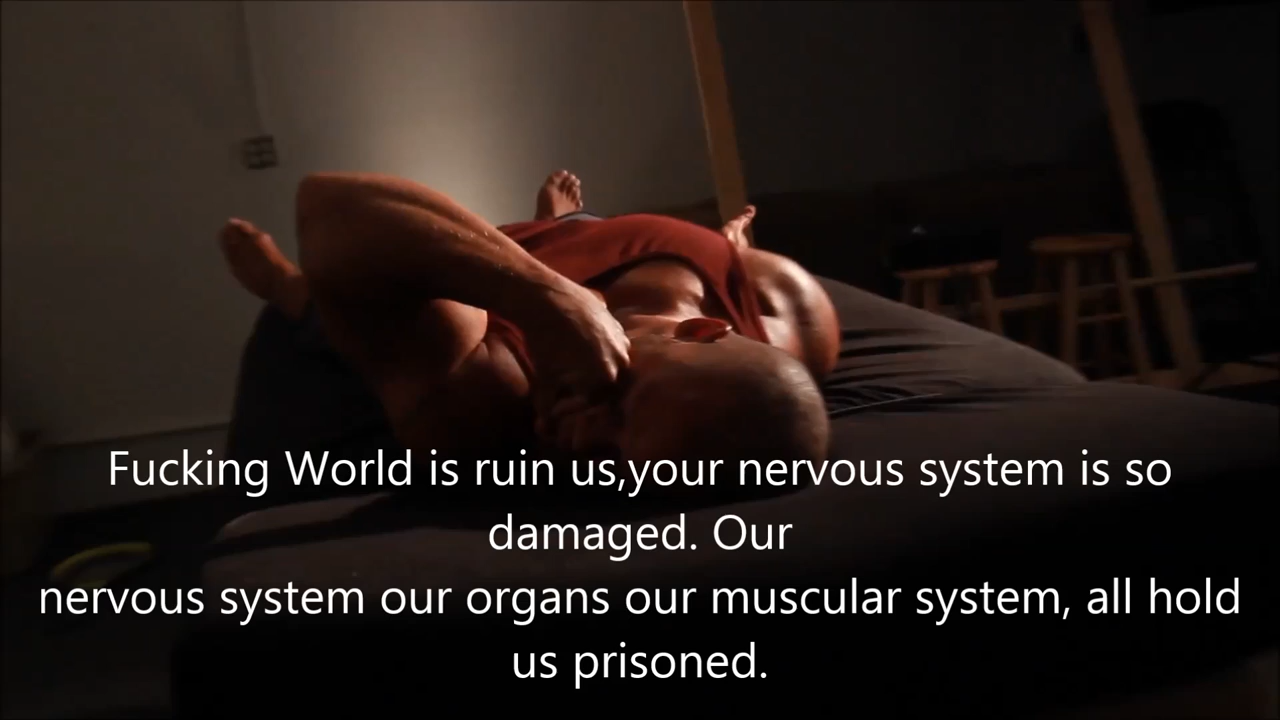 Fucking World is ruin us,your nervous system is so
damaged. Our
nervous system our organs our muscular system, all hold
us prisoned.